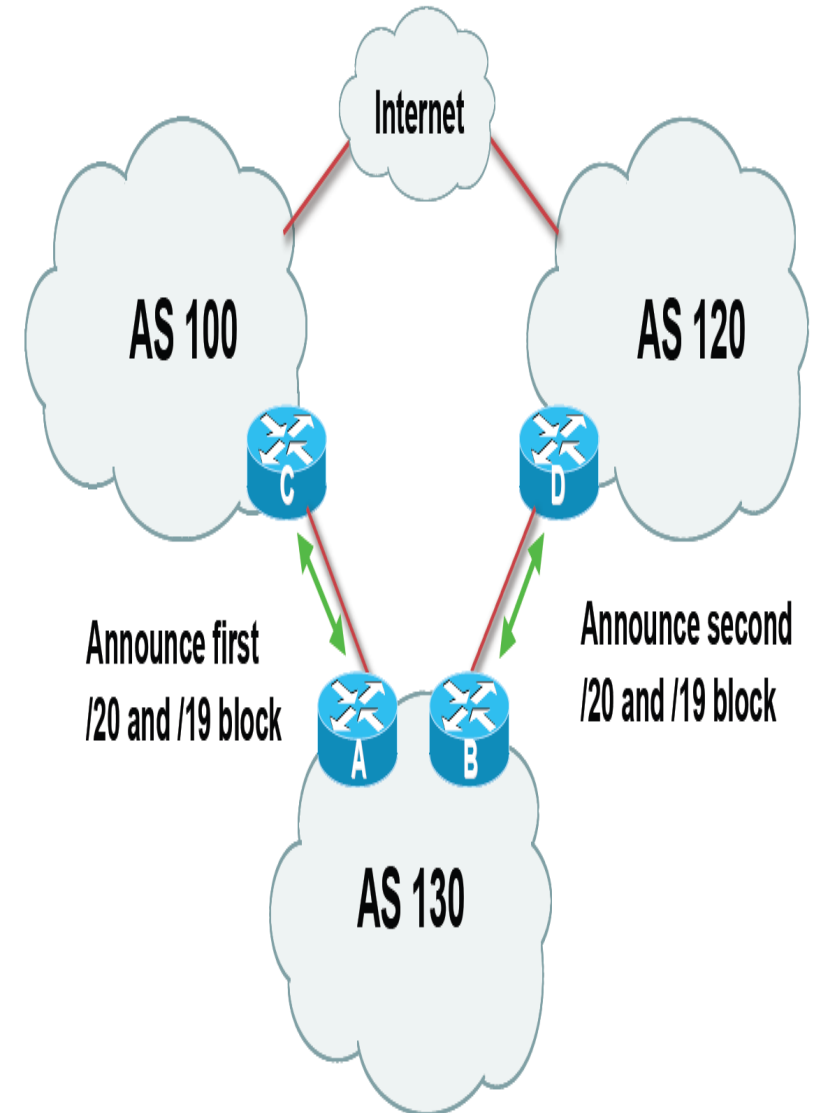 Internet
AS 100
AS 120
C
D
Announce first
/20 and /19 block
Announce second
/20 and /19 block
A
B
AS 130